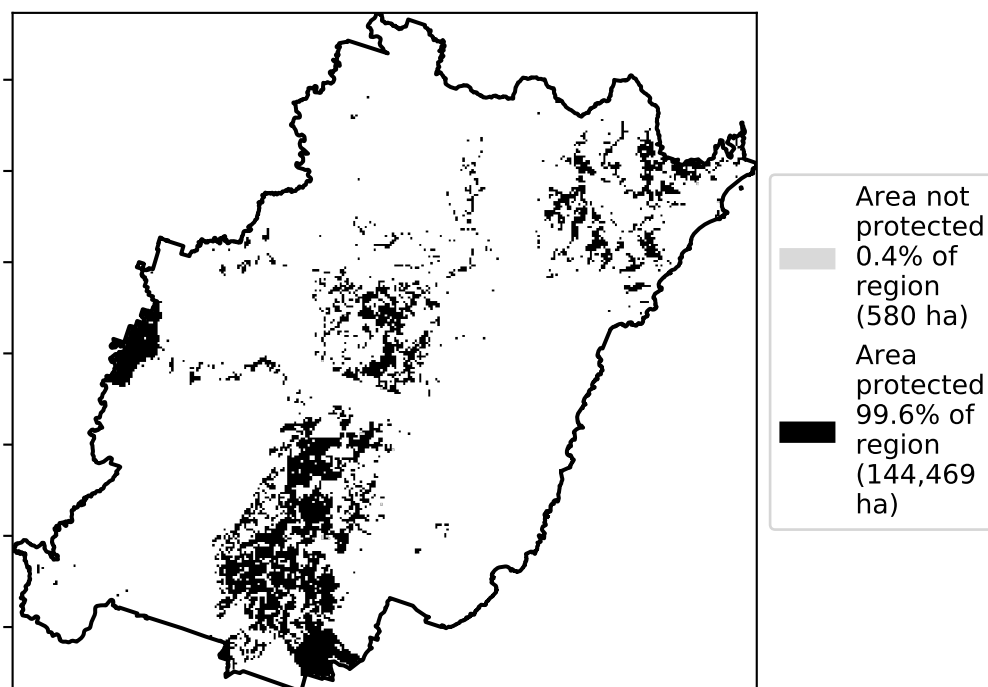 Area not
protected
0.4% of
region
(580 ha)
Area
protected
99.6% of
region
(144,469
ha)